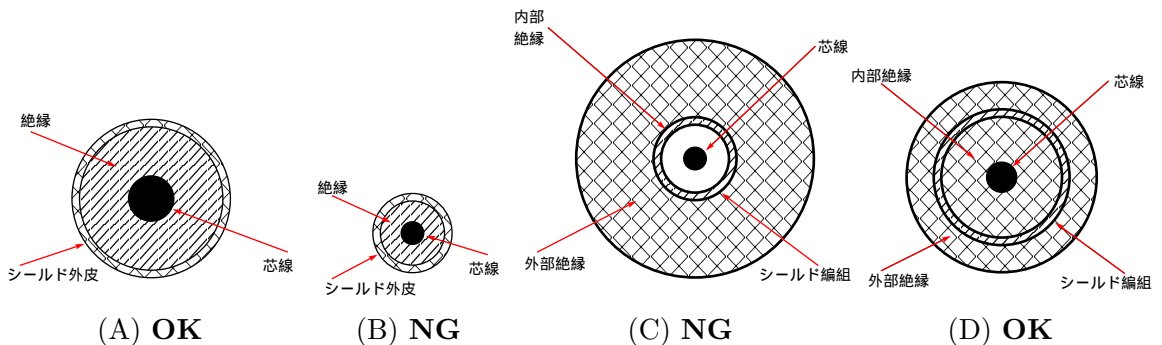 絶縁
シールド外皮
芯線
(A) OK
絶縁
シールド外皮
芯線
(B) NG
内部
絶縁
芯線
外部絶縁
シールド編組
(C) NG
内部絶縁
芯線
外部絶縁
シールド編組
(D) OK